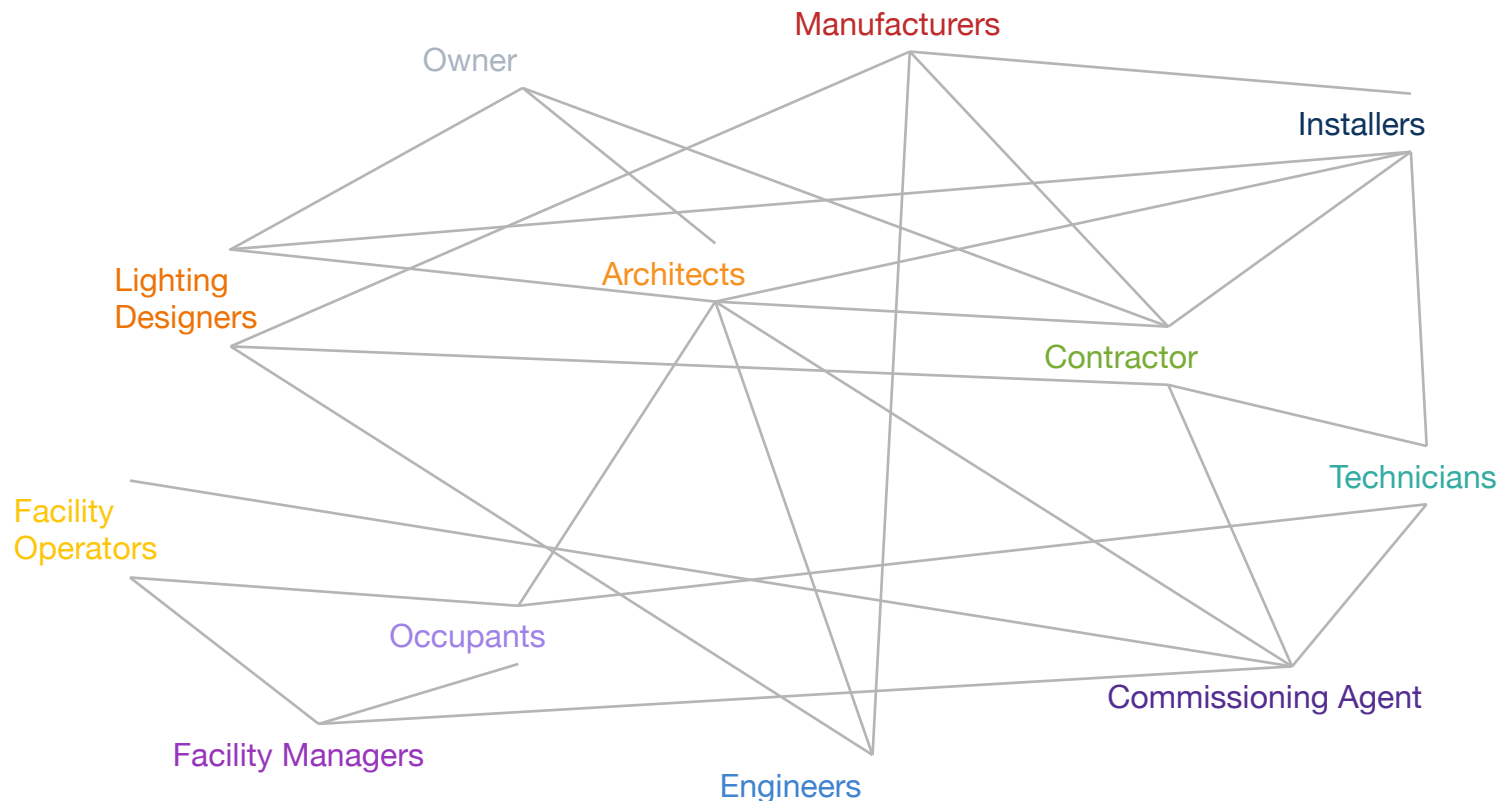 Manufacturers
Owner
Installers
Lighting
Designers
Architects
Contractor
Technicians
Facility
Operators
Occupants
Commissioning Agent
Facility Managers
Engineers